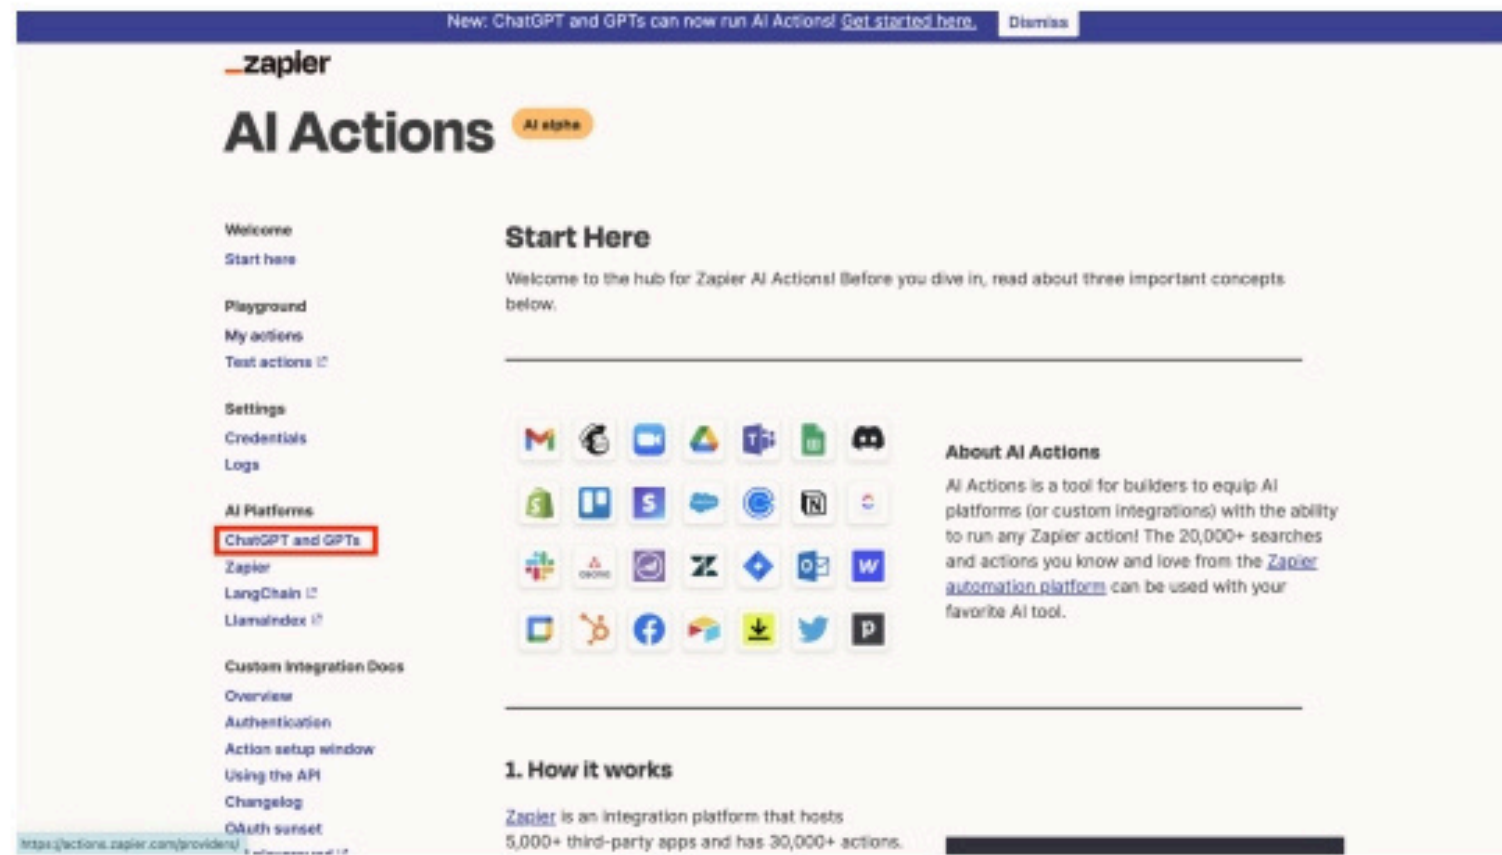 New: ChatGPT and GPTs can now run AI Actions! Get started here.
Dismiss
zapier
AI Actions
AI alpha
Welcome
Start here
Playground
My actions
Test actions
Settings
Credentials
Logs
AI Platforms
ChatGPT and GPTs
Zapier
LangChain
LlamaIndex
Custom Integration Docs
Overview
Authentication
Action setup window
Using the API
Changelog
OAuth sunset
https://actions.zapier.com/providers/
Start Here
Welcome to the hub for Zapier AI Actions! Before you dive in, read about three important concepts
below.
About AI Actions
AI Actions is a tool for builders to equip AI
platforms (or custom integrations) with the ability
to run any Zapier action! The 20,000+ searches
and actions you know and love from the Zapier
automation platform can be used with your
favorite AI tool.
1. How it works
Zapier is an integration platform that hosts
5,000+ third-party apps and has 30,000+ actions.